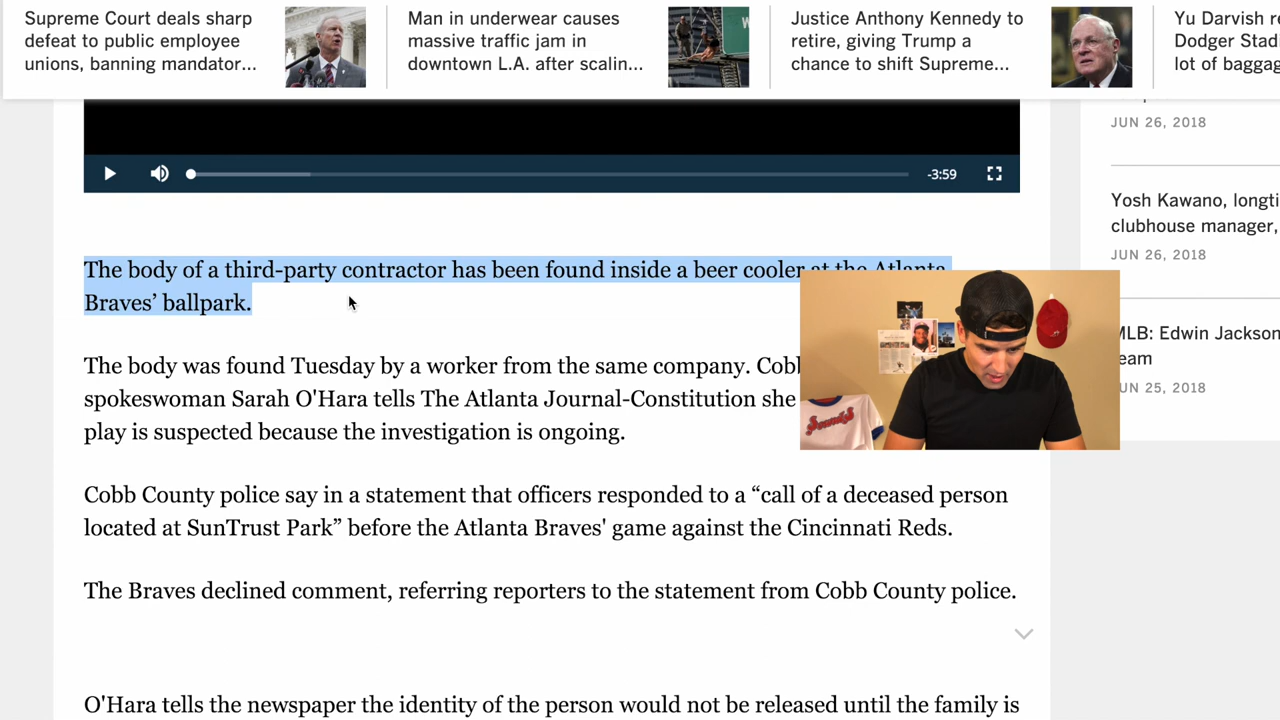 Supreme Court deals sharp
defeat to public employee
unions, banning mandator...
Man in underwear causes
massive traffic jam in
downtown L.A. after scalin...
Justice Anthony Kennedy to
retire, giving Trump a
chance to shift Supreme...
Yu Darvish
Dodger
lot of
JUN 26, 2018
-3:59
Yosh Kawano,
clubhouse manager,
JUN 26, 2018
The body of a third-party contractor has been found inside a beer cooler at the Atlanta
Braves’ ballpark.
MLB: Edwin Jackson
JUN 25, 2018
The body was found Tuesday by a worker from the same company.
spokeswoman Sarah O'Hara tells The Atlanta Journal-Constitution she
play is suspected because the investigation is ongoing.
Cobb County police say in a statement that officers responded to a “call of a deceased person
located at SunTrust Park” before the Atlanta Braves' game against the Cincinnati Reds.
The Braves declined comment, referring reporters to the statement from Cobb County police.
O'Hara tells the newspaper the identity of the person would not be released until the family is